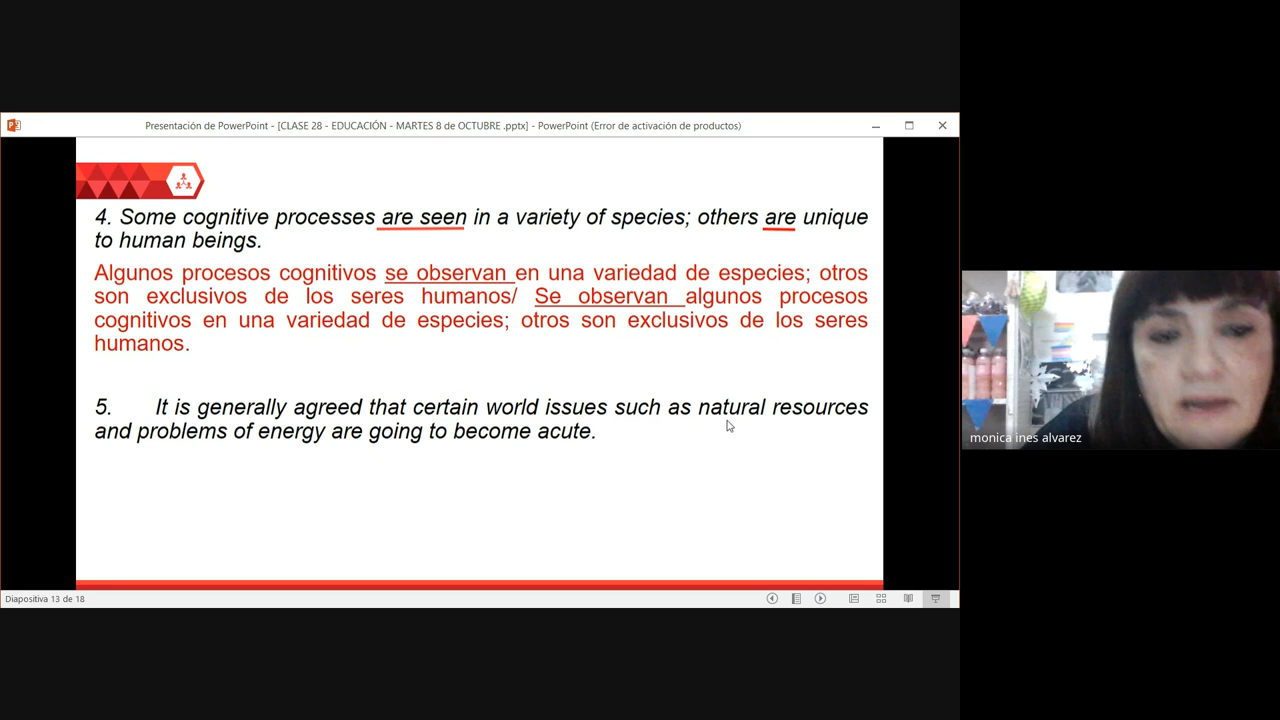 Presentación de PowerPoint - [CLASE 28 - EDUCACIÓN - MARTES 8 de OCTUBRE .pptx] - PowerPoint (Error de activación de productos)
4. Some cognitive processes are seen in a variety of species; others are unique
to human beings.
Algunos procesos cognitivos se observan en una variedad de especies; otros
son exclusivos de los seres humanos/ Se observan algunos procesos
cognitivos en una variedad de especies; otros son exclusivos de los seres
humanos.
5. It is generally agreed that certain world issues such as natural resources
and problems of energy are going to become acute.
monica ines alvarez
Diapositiva 13 de 18